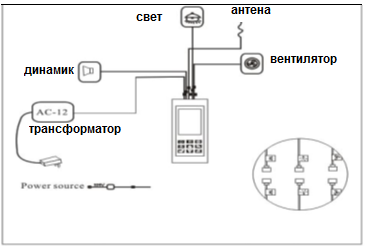 свет
антена
динамик
вентилятор
AC-12
трансформатор
Power source